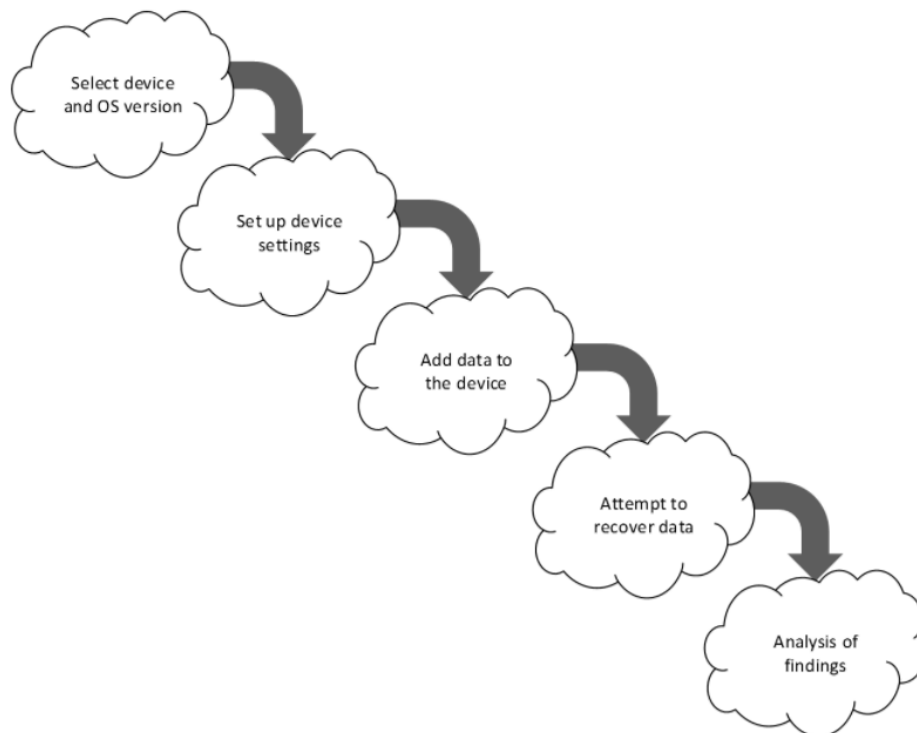 Select device
and OS version
Set up device
settings
Add data to
the device
Attempt to
recover data
Analysis of
findings